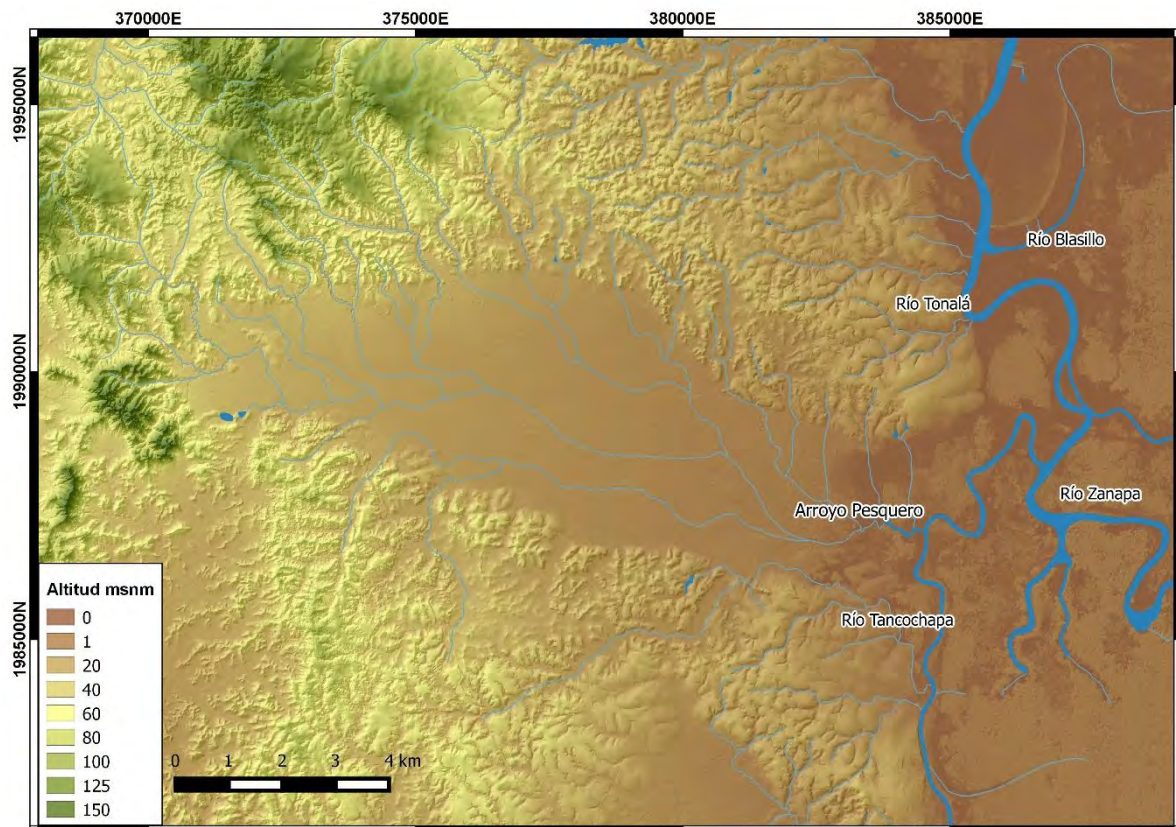 370000E
375000E
380000E
385000E
1995000N
1990000N
1985000N
Río Blasillo
Río Tonalá
Río Zanapa
Arroyo Pesquero
Río Tancochapa
Altitud msnm
0
1
20
40
60
80
100
125
150
0 1 2 3 4 km